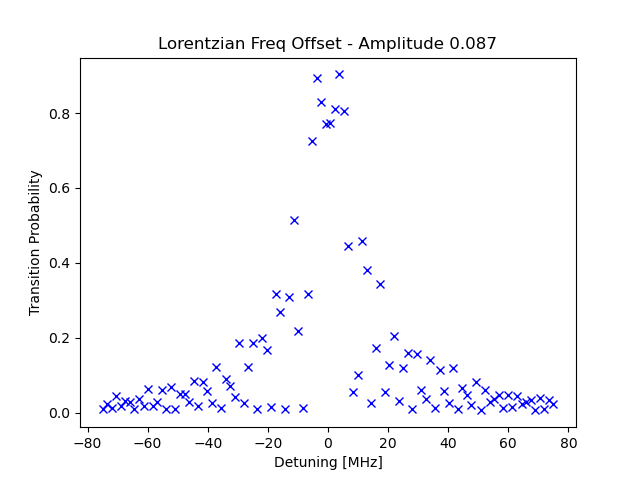 Lorentzian Freq Offset - Amplitude 0.087
Transition Probability
0.8
0.6
0.4
0.2
0.0
−80 −60 −40 −20 0 20 40 60 80
Detuning [MHz]